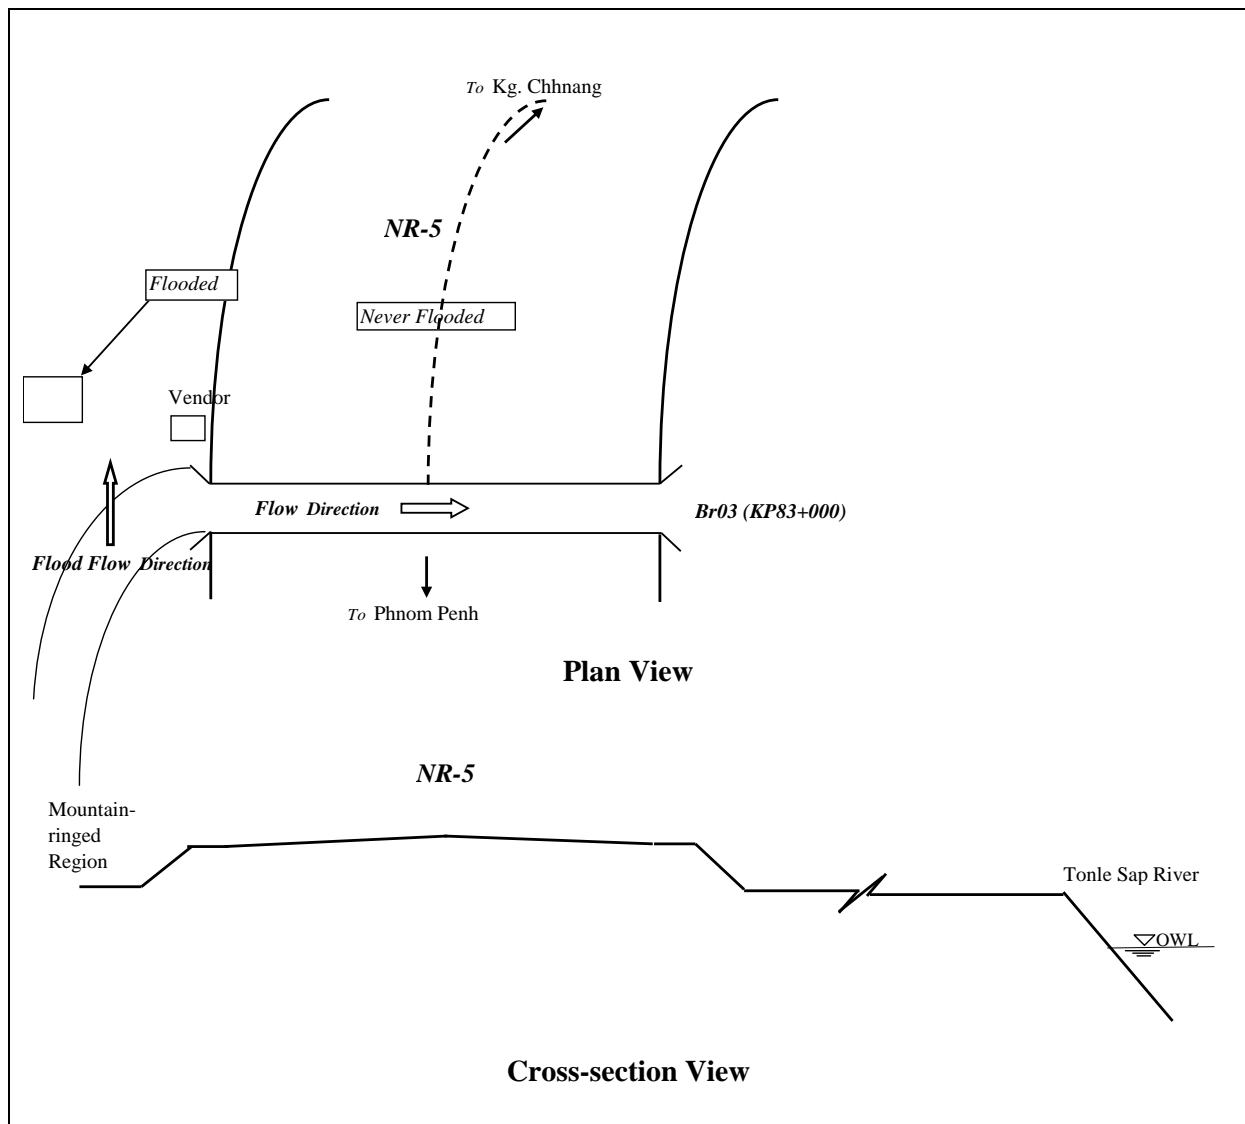 To Kg. Chhnang
NR-5
Flooded
Never Flooded
Vendor
Flow Direction
Br03 (KP83+000)
Flood Flow Direction
To Phnom Penh
Plan View
NR-5
Mountain-
ringed
Region
Tonle Sap River
OWL
Cross-section View